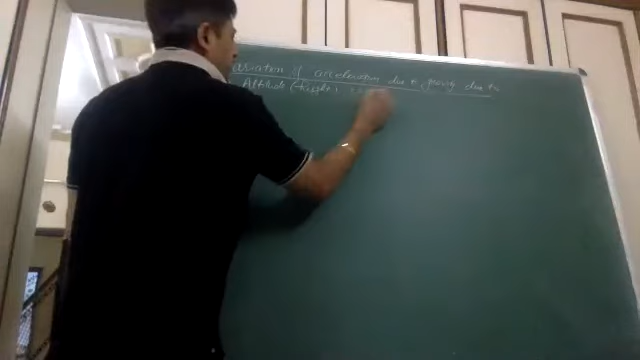 variation of acceleration due to gravity due to
Altitude (height)